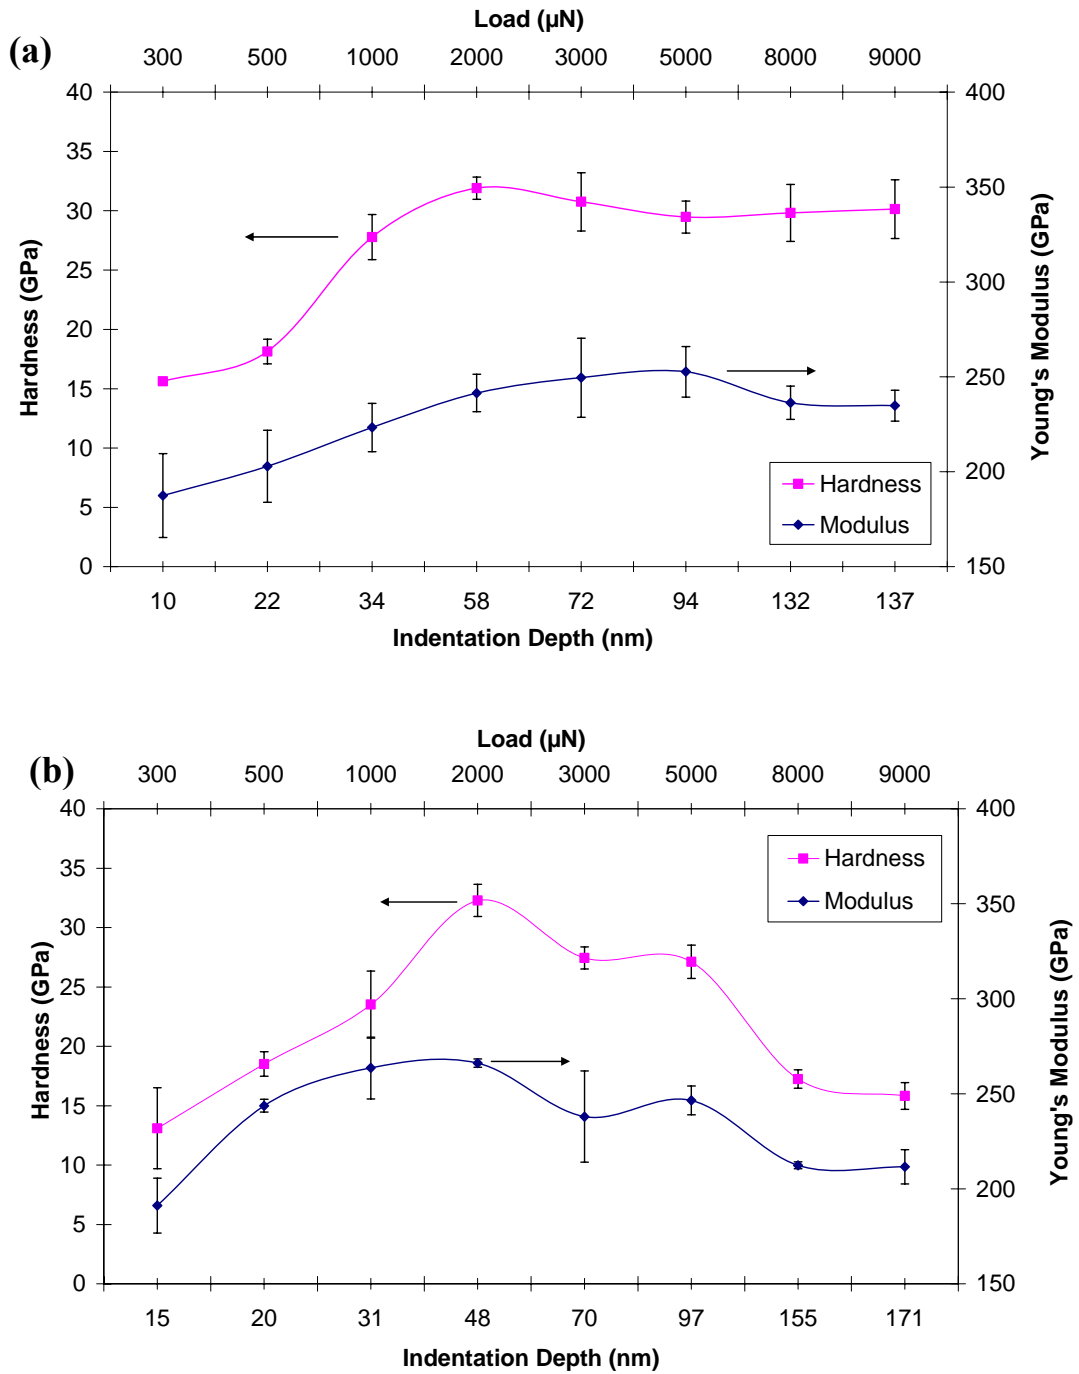 Load (µN)
(a)
300 500 1000 2000 3000 5000 8000 9000
40 400
35
350
30
25 300
20
15 250
10 200
5
0 150
Hardness (GPa)
Young's Modulus (GPa)
Hardness
Modulus
10 22 34 58 72 94 132 137
Indentation Depth (nm)
Load (µN)
(b)
300 500 1000 2000 3000 5000 8000 9000
40 400
35
350
30
25 300
20
15 250
10 200
5
0 150
Hardness (GPa)
Young's Modulus (GPa)
Hardness
Modulus
15 20 31 48 70 97 155 171
Indentation Depth (nm)